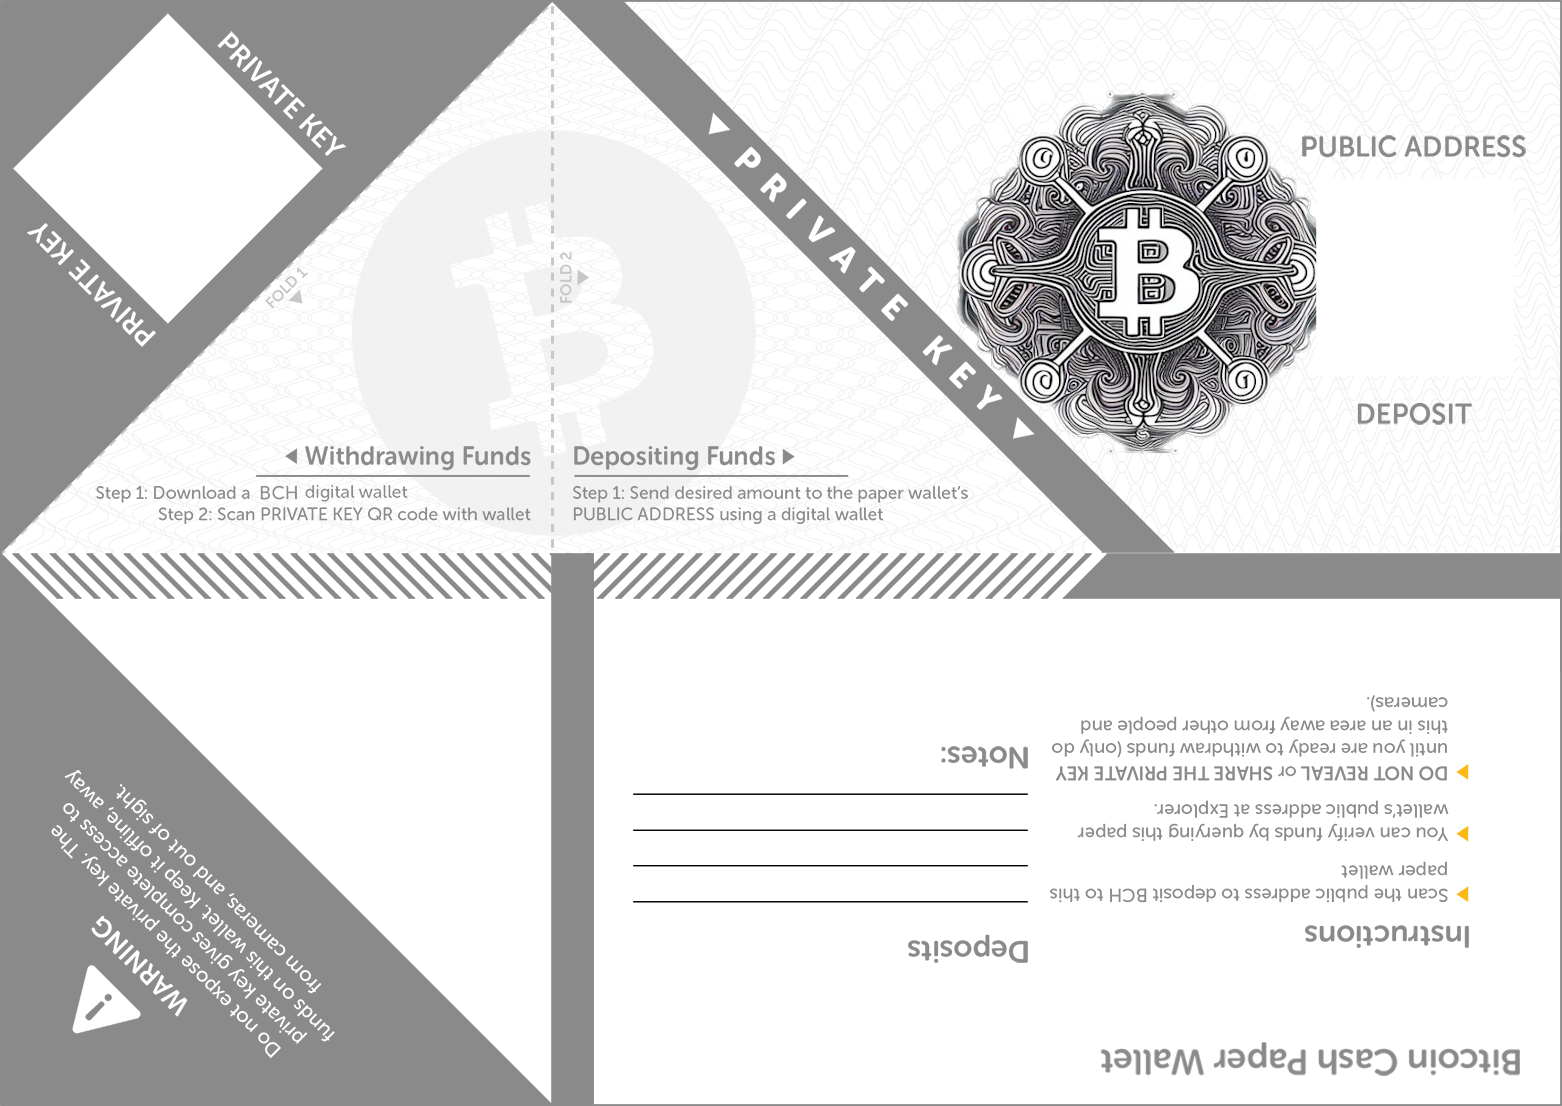 PRIVATE KEY
PRIVATE KEY
FOLD 1
FOLD 2
PRIVATE KEY
PUBLIC ADDRESS
DEPOSIT
Withdrawing Funds
Step 1: Download a BCH digital wallet
Step 2: Scan PRIVATE KEY QR code with wallet
Depositing Funds
Step 1: Send desired amount to the paper wallet's
PUBLIC ADDRESS using a digital wallet
WARNING
Do not expose the private key. The
private key gives complete access to
funds on this wallet. Keep it offline, away
from cameras, and out of sight.
Bitcoin Cash Paper Wallet
Instructions
Scan the public address to deposit BCH to this
paper wallet
You can verify funds by querying this paper
wallet's public address at Explorer.
DO NOT REVEAL or SHARE THE PRIVATE KEY
until you are ready to withdraw funds (only do
this in an area away from other people and
cameras).
Deposits
Notes: